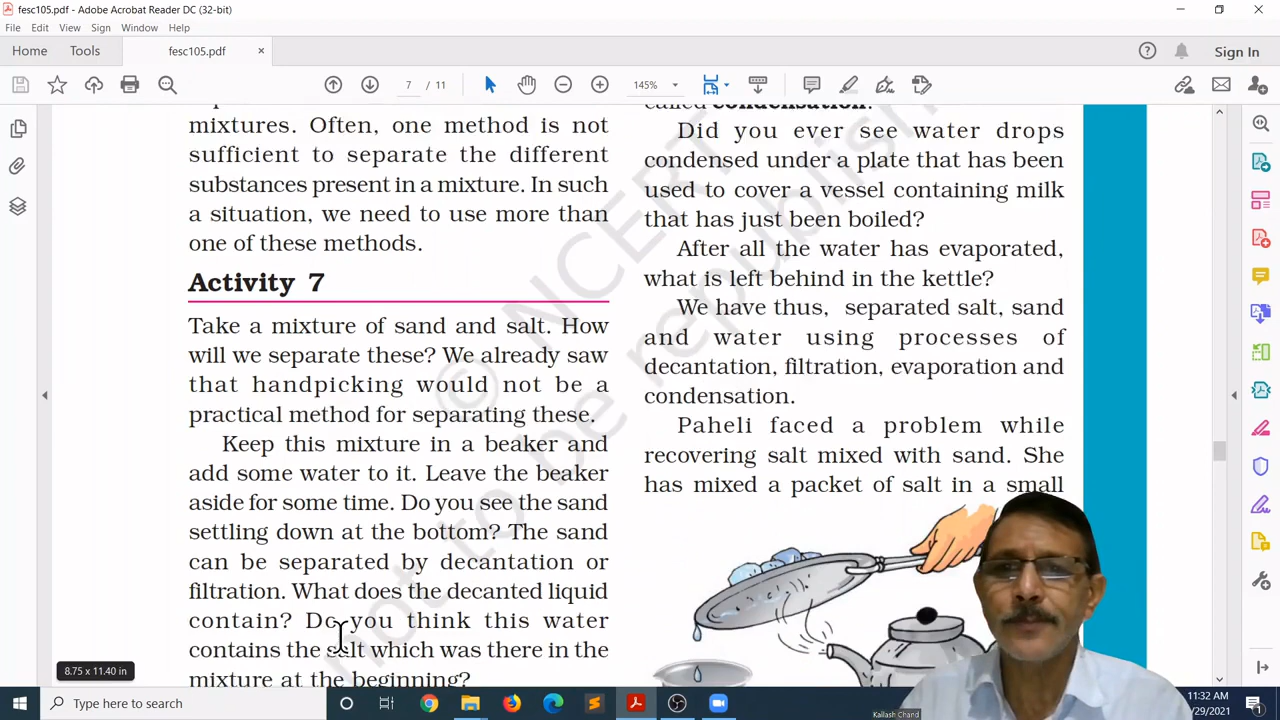 fesc105.pdf - Adobe Acrobat Reader DC (32-bit)
File Edit View Sign Window Help
Home Tools fesc105.pdf × Sign In
7 / 11 145%
mixtures. Often, one method is not
sufficient to separate the different
substances present in a mixture. In such
a situation, we need to use more than
one of these methods.
Activity 7
Take a mixture of sand and salt. How
will we separate these? We already saw
that handpicking would not be a
practical method for separating these.
Keep this mixture in a beaker and
add some water to it. Leave the beaker
aside for some time. Do you see the sand
settling down at the bottom? The sand
can be separated by decantation or
filtration. What does the decanted liquid
contain? Do you think this water
contains the salt which was there in the
mixture at the beginning?
called condensation.
Did you ever see water drops
condensed under a plate that has been
used to cover a vessel containing milk
that has just been boiled?
After all the water has evaporated,
what is left behind in the kettle?
We have thus, separated salt, sand
and water using processes of
decantation, filtration, evaporation and
condensation.
Paheli faced a problem while
recovering salt mixed with sand. She
has mixed a packet of salt in a small
© NCERT
not to be republish
8.75 x 11.40 in
Kailash Chand
Type here to search
11:32 AM
/29/2021